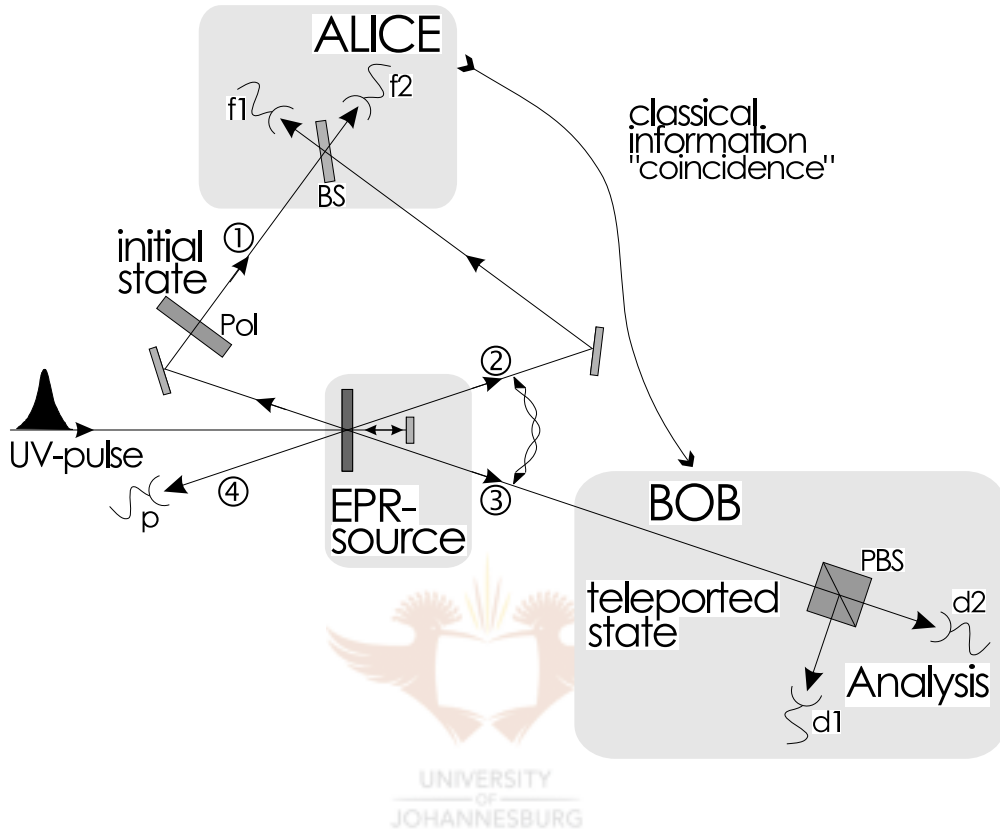 ALICE
f1
f2
BS
classical
information
"coincidence"
①
initial
state
Pol
②
UV-pulse
④
p
③
EPR-
source
BOB
PBS
teleported
state
d2
Analysis
d1
UNIVERSITY
OF
JOHANNESBURG